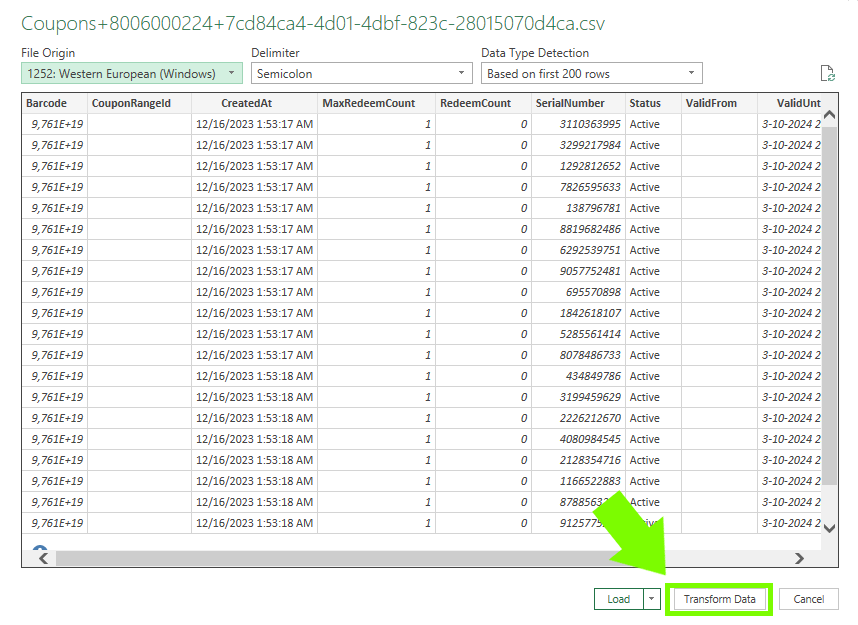 Coupons+8006000224+7cd84ca4-4d01-4dbf-823c-28015070d4ca.csv
File Origin Delimiter Data Type Detection
1252: Western European (Windows) Semicolon Based on first 200 rows
Barcode CouponRangeId CreatedAt MaxRedeemCount RedeemCount SerialNumber Status ValidFrom ValidUnt
9,761E+19 12/16/2023 1:53:17 AM 1 0 3110363995 Active 3-10-2024 2
9,761E+19 12/16/2023 1:53:17 AM 1 0 3299217984 Active 3-10-2024 2
9,761E+19 12/16/2023 1:53:17 AM 1 0 1292812652 Active 3-10-2024 2
9,761E+19 12/16/2023 1:53:17 AM 1 0 7826595633 Active 3-10-2024 2
9,761E+19 12/16/2023 1:53:17 AM 1 0 138796781 Active 3-10-2024 2
9,761E+19 12/16/2023 1:53:17 AM 1 0 8819682486 Active 3-10-2024 2
9,761E+19 12/16/2023 1:53:17 AM 1 0 6292539751 Active 3-10-2024 2
9,761E+19 12/16/2023 1:53:17 AM 1 0 9057752481 Active 3-10-2024 2
9,761E+19 12/16/2023 1:53:17 AM 1 0 695570898 Active 3-10-2024 2
9,761E+19 12/16/2023 1:53:17 AM 1 0 1842618107 Active 3-10-2024 2
9,761E+19 12/16/2023 1:53:17 AM 1 0 5285561414 Active 3-10-2024 2
9,761E+19 12/16/2023 1:53:17 AM 1 0 8078486733 Active 3-10-2024 2
9,761E+19 12/16/2023 1:53:18 AM 1 0 434849786 Active 3-10-2024 2
9,761E+19 12/16/2023 1:53:18 AM 1 0 3199459629 Active 3-10-2024 2
9,761E+19 12/16/2023 1:53:18 AM 1 0 2226212670 Active 3-10-2024 2
9,761E+19 12/16/2023 1:53:18 AM 1 0 4080984545 Active 3-10-2024 2
9,761E+19 12/16/2023 1:53:18 AM 1 0 2128354716 Active 3-10-2024 2
9,761E+19 12/16/2023 1:53:18 AM 1 0 1166522883 Active 3-10-2024 2
9,761E+19 12/16/2023 1:53:18 AM 1 0 Active 3-10-2024 2
9,761E+19 12/16/2023 1:53:18 AM 1 0 3-10-2024 2
Load Transform Data Cancel